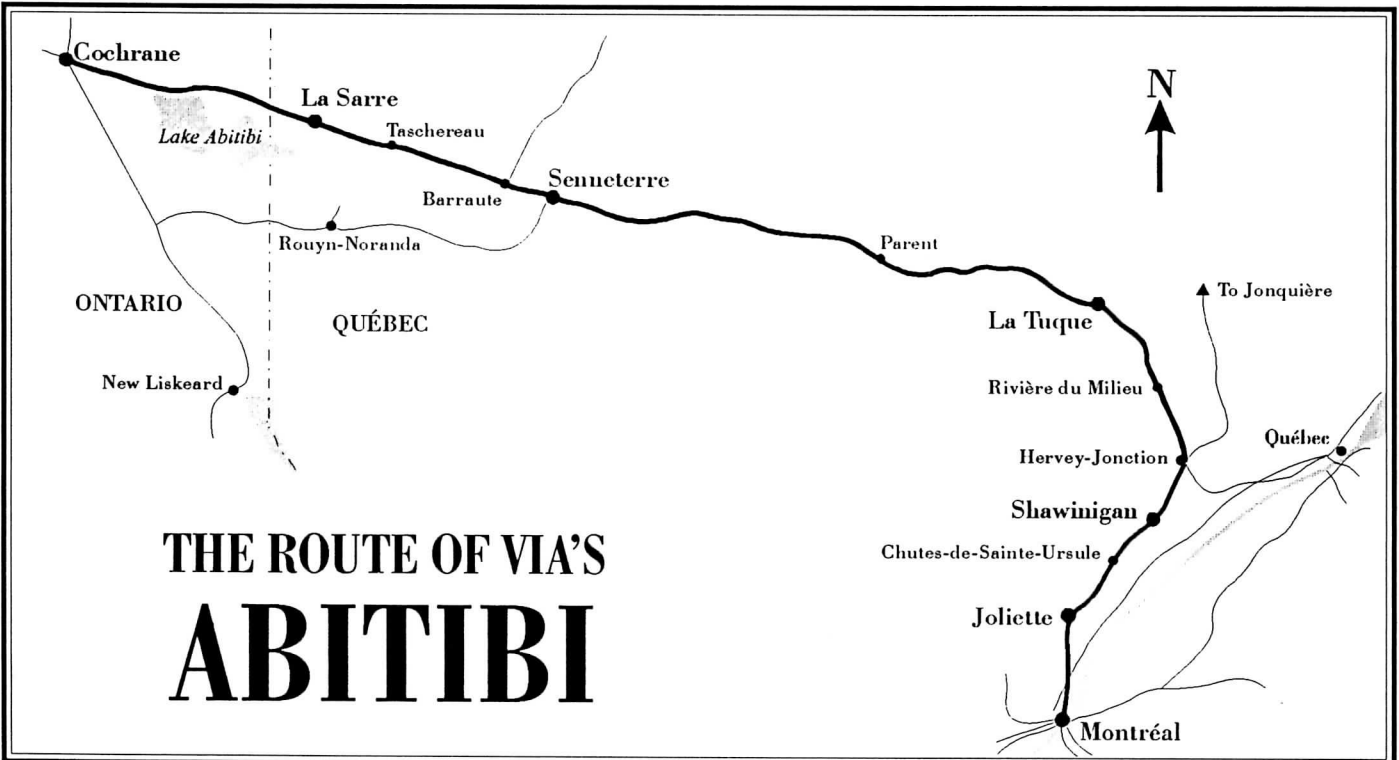 Cochrane
N
La Sarre
Taschereau
Lake Abitibi
Senneterre
Barraute
Rouyn-Noranda
Parent
To Jonquière
ONTARIO
QUÉBEC
La Tuque
New Liskeard
Rivière du Milieu
Québec
Hervey-Jonction
Shawinigan
Chutes-de-Sainte-Ursule
THE ROUTE OF VIA'S
ABITIBI
Joliette
Montréal